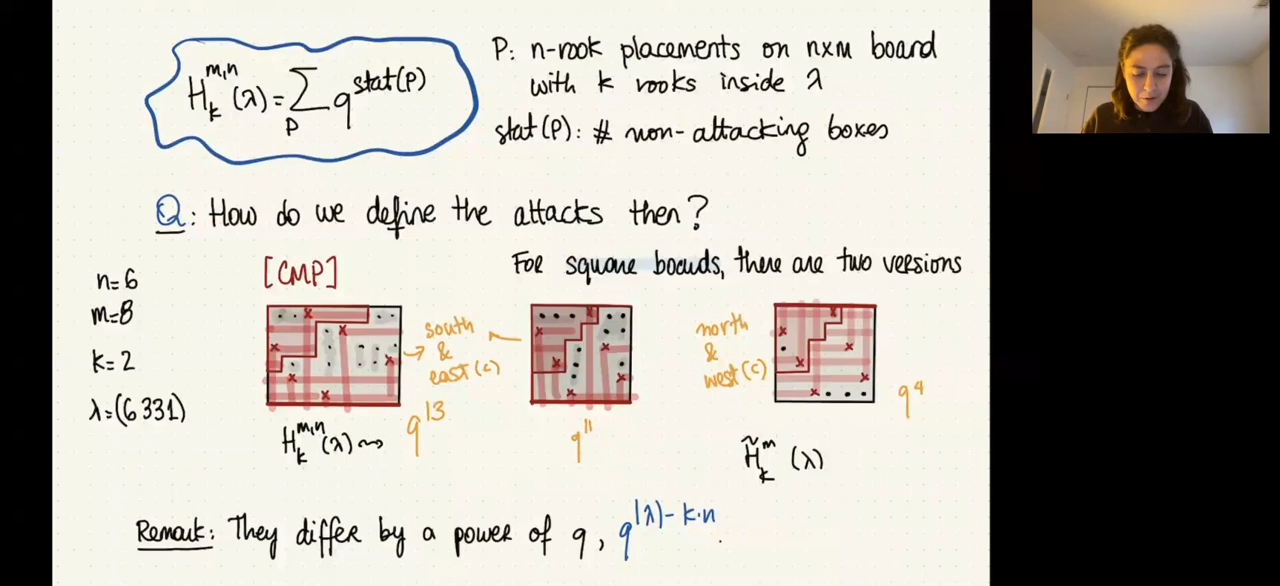 H_k^{m,n}(λ) = Σ_P q^{stat(P)}
P: n-rook placements on n×m board
with k rooks inside λ
stat(P): # non-attacking boxes
Q: How do we define the attacks then?
[CMP]
For square boards, there are two versions
n=6
m=8
k=2
λ=(6331)
south
&
east(c)
north
&
west(c)
q^{13}
q^{11}
q^4
H_k^{m,n}(λ) ⇝
H̃_k^m(λ)
Remark: They differ by a power of q, q^{|λ|-k·n}.